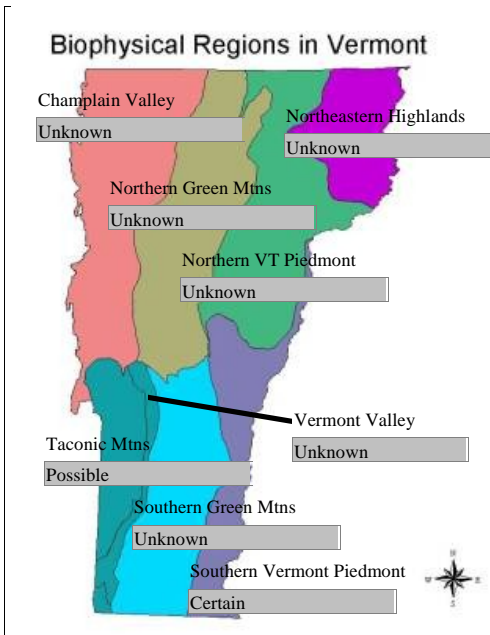 Biophysical Regions in Vermont
Champlain Valley
Unknown
Northeastern Highlands
Unknown
Northern Green Mtns
Unknown
Northern VT Piedmont
Unknown
Vermont Valley
Unknown
Taconic Mtns
Possible
Southern Green Mtns
Unknown
Southern Vermont Piedmont
Certain
N
W E
S